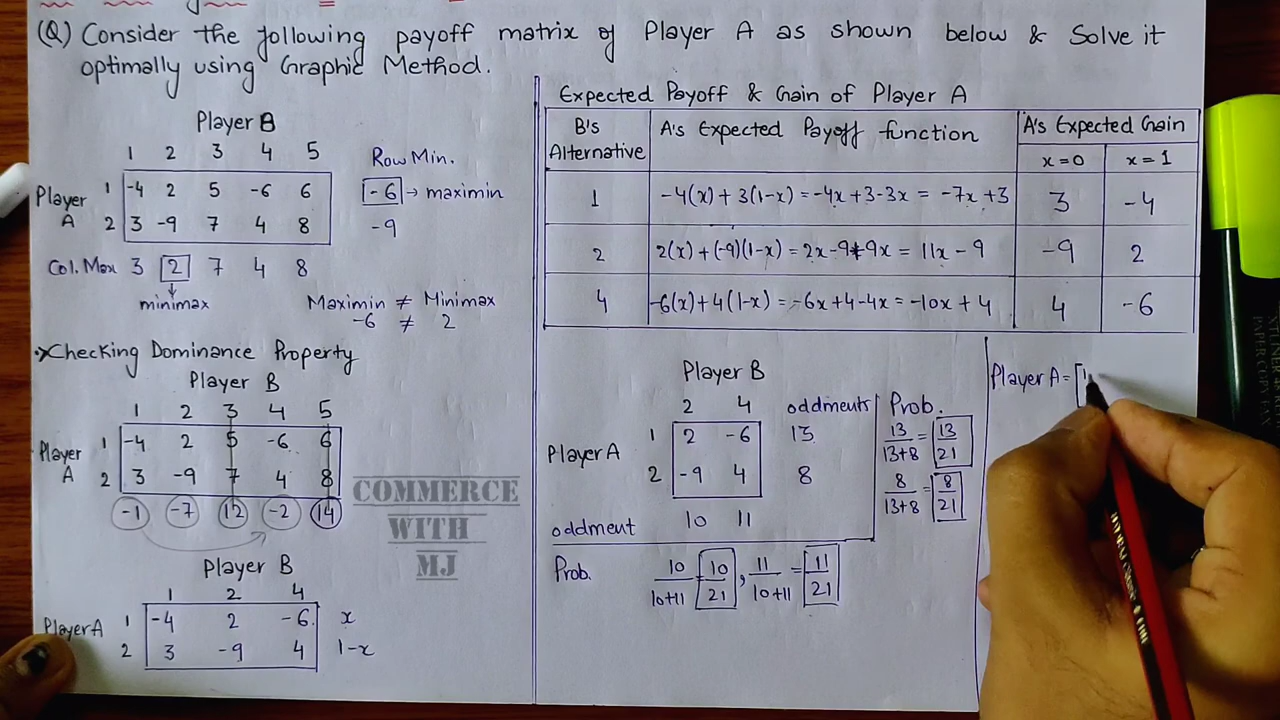 (Q) Consider the following payoff matrix of Player A as shown below & Solve it
optimally using Graphic Method.
Player B
1 2 3 4 5 Row Min.
Player 1 -4 2 5 -6 6 -6 → maximin
A 2 3 -9 7 4 8 -9
Col. Max 3 2 7 4 8
minimax
Maximin ≠ Minimax
-6 ≠ 2
Checking Dominance Property
Player B
1 2 3 4 5
Player 1 -4 2 5 -6 6
A 2 3 -9 7 4 8
-1 -7 12 -2 14
Player B
1 2 4
Player A 1 -4 2 -6 x
2 3 -9 4 1-x
COMMERCE
WITH
MJ
Expected Payoff & Gain of Player A
B's Alternative A's Expected Payoff function A's Expected Gain
x=0 x=1
1 -4(x) + 3(1-x) = -4x+3-3x = -7x+3 3 -4
2 2(x) + (-9)(1-x) = 2x-9+9x = 11x-9 -9 2
4 -6(x)+4(1-x) = -6x+4-4x = -10x+4 4 -6
Player B
2 4 oddments Prob.
Player A 1 2 -6 13 13/13+8 = 13/21
2 -9 4 8 8/13+8 = 8/21
oddment 10 11
Prob. 10/10+11 = 10/21, 11/10+11 = 11/21
Player A = [